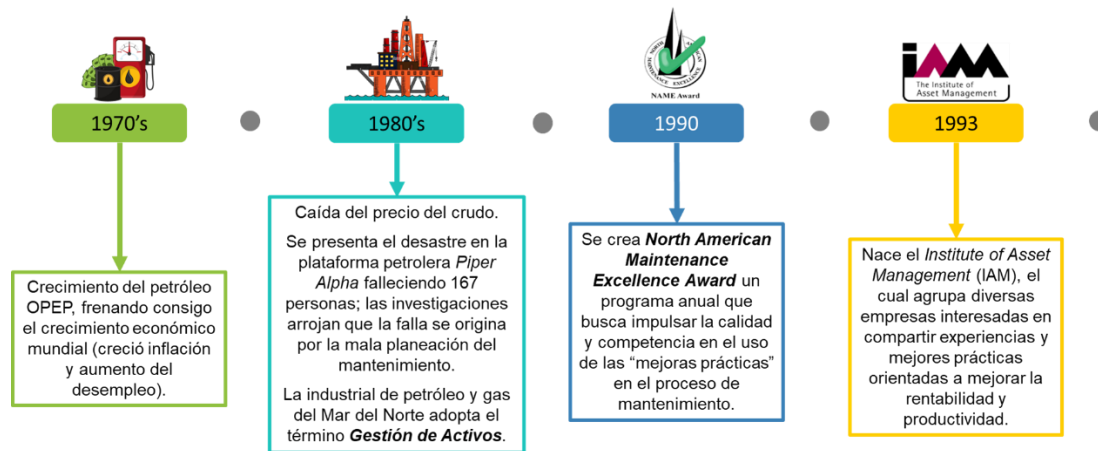 1970's
Crecimiento del petróleo
OPEP, frenando consigo
el crecimiento económico
mundial (creció inflación
y aumento del
desempleo).
1980's
Caída del precio del crudo.
Se presenta el desastre en la
plataforma petrolera Piper
Alpha falleciendo 167
personas; las investigaciones
arrojan que la falla se origina
por la mala planeación del
mantenimiento.
La industrial de petróleo y gas
del Mar del Norte adopta el
término Gestión de Activos.
NORTH AMERICAN
MAINTENANCE EXCELLENCE
NAME Award
1990
Se crea North American
Maintenance
Excellence Award un
programa anual que
busca impulsar la calidad
y competencia en el uso
de las “mejoras prácticas”
en el proceso de
mantenimiento.
iAM
The Institute of
Asset Management
1993
Nace el Institute of Asset
Management (IAM), el
cual agrupa diversas
empresas interesadas en
compartir experiencias y
mejores prácticas
orientadas a mejorar la
rentabilidad y
productividad.